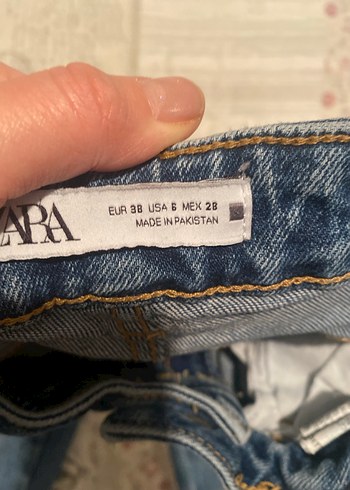 ZARA
EUR 38 USA 6 MEX 28
MADE IN PAKISTAN